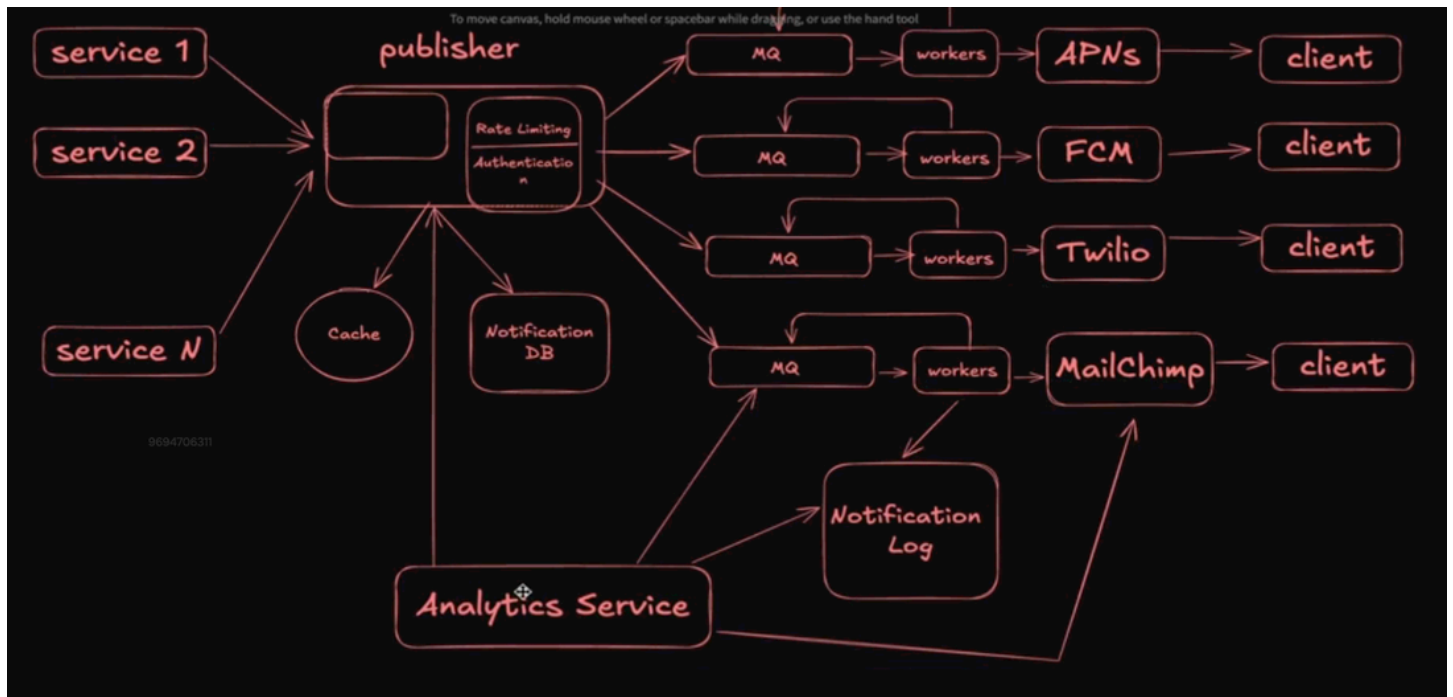 To move canvas, hold mouse wheel or spacebar while dragging, or use the hand tool
service 1
publisher
MQ
workers
APNs
client
service 2
Rate Limiting
Authenticatio
n
MQ
workers
FCM
client
MQ
workers
Twilio
client
service N
Cache
Notification
DB
MQ
workers
MailChimp
client
9694706311
Notification
Log
Analytics Service